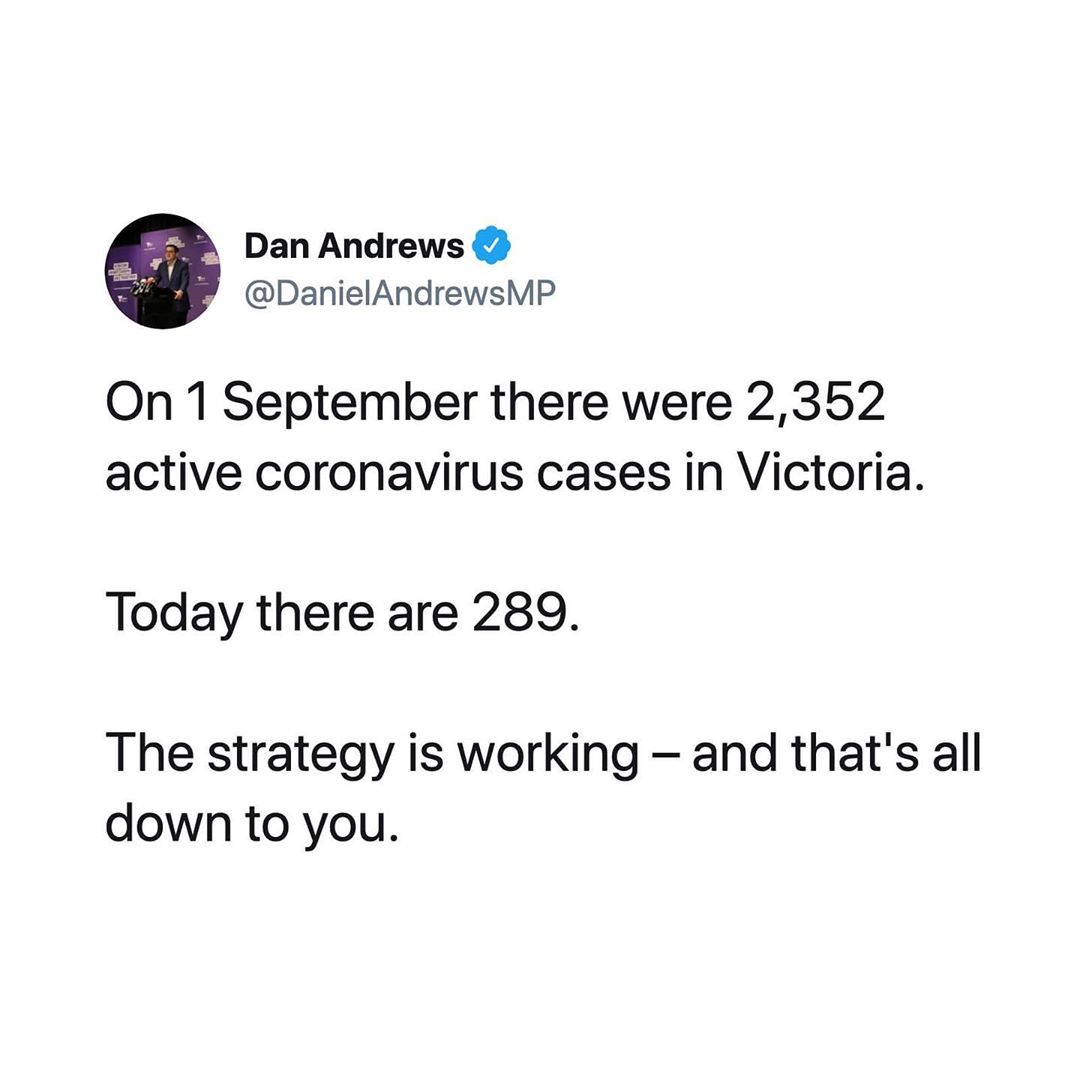 Dan Andrews
@DanielAndrewsMP
On 1 September there were 2,352
active coronavirus cases in Victoria.
Today there are 289.
The strategy is working – and that's all
down to you.